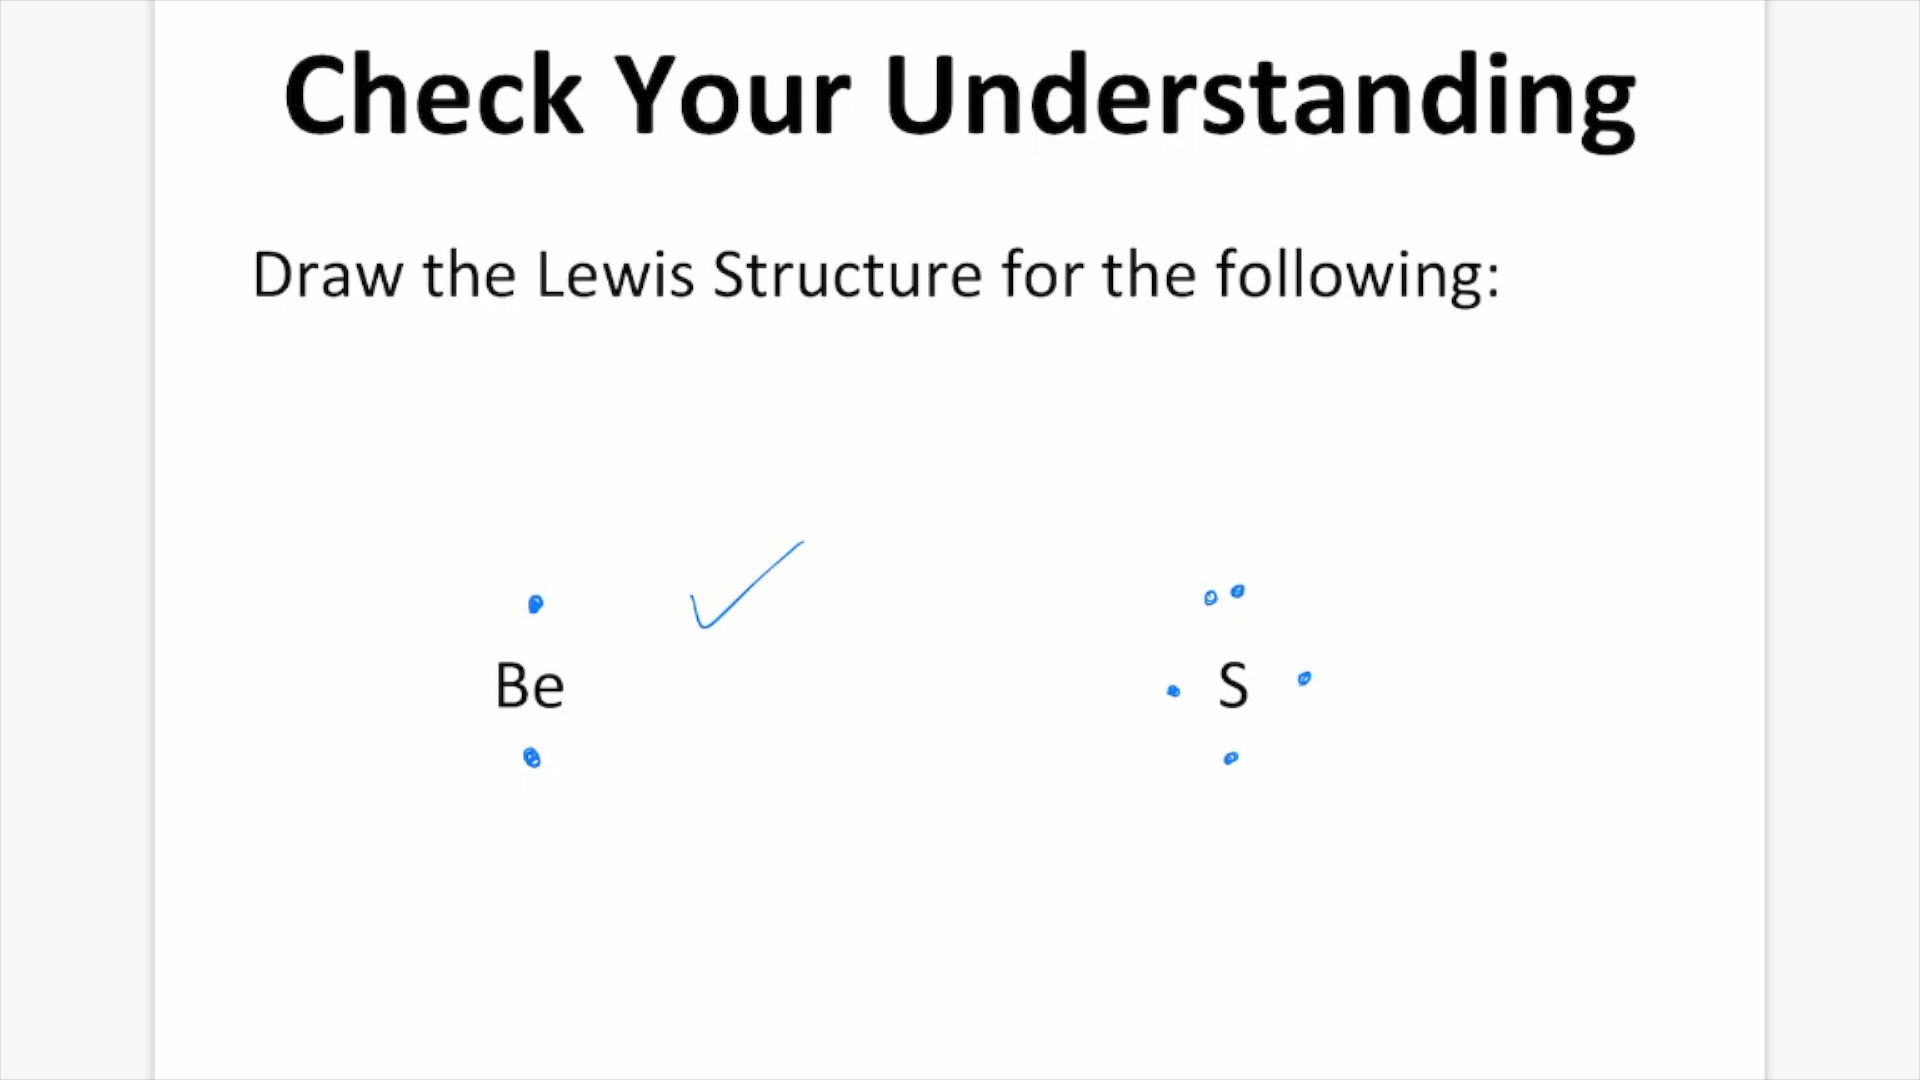 Check Your Understanding
Draw the Lewis Structure for the following:
Be
S